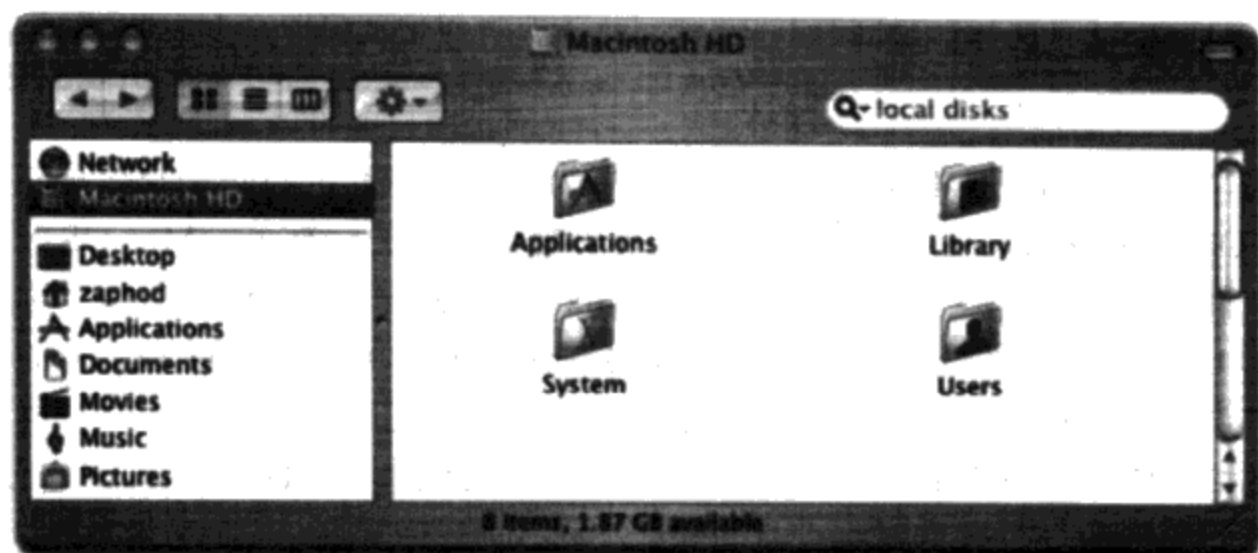 Macintosh HD
local disks
Network
Macintosh HD
Desktop
zaphod
Applications
Documents
Movies
Music
Pictures
Applications
Library
System
Users
8 items, 1.87 GB available